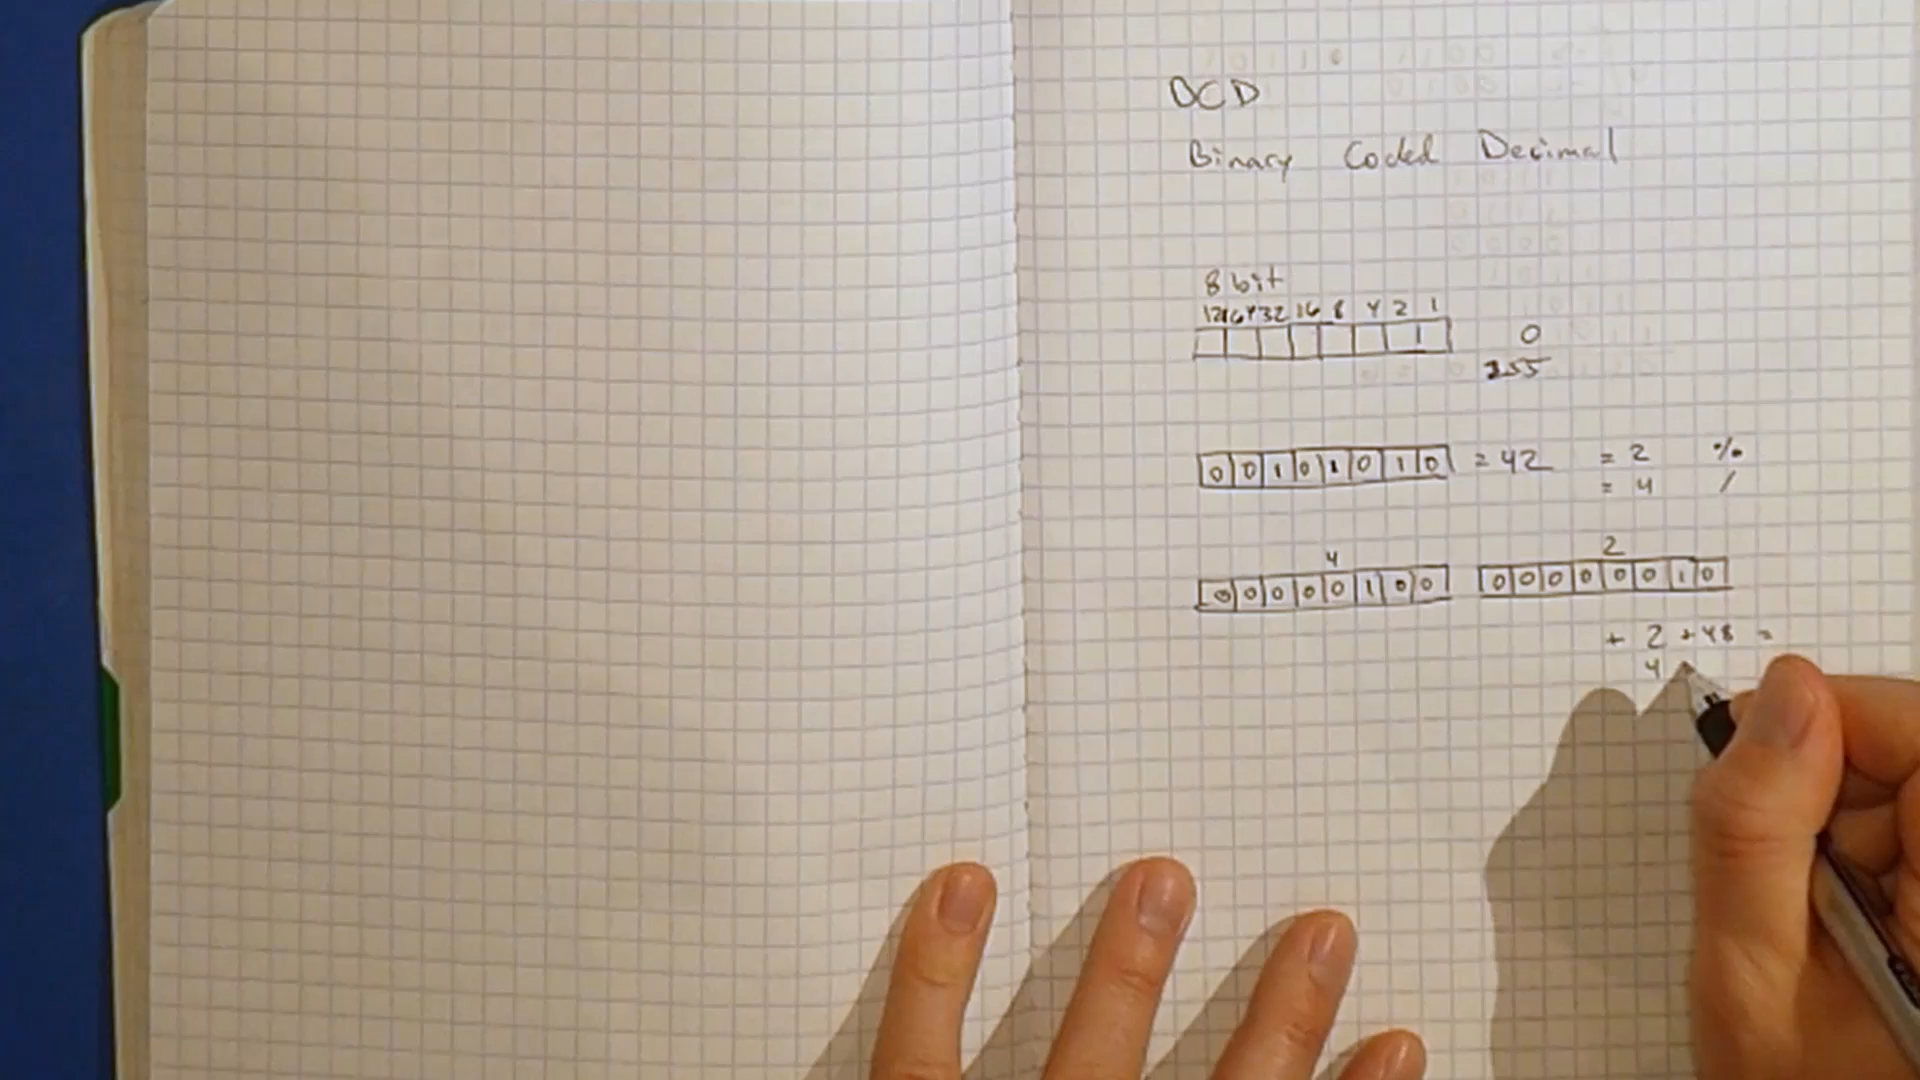 BCD
Binary Coded Decimal
8 bit
128 64 32 16 8 4 2 1
1 0
255
0 0 1 0 1 0 1 0 = 42 = 2 %
= 4 /
4 2
0 0 0 0 0 1 0 0 0 0 0 0 0 0 1 0
+ 2 + 48 =
4